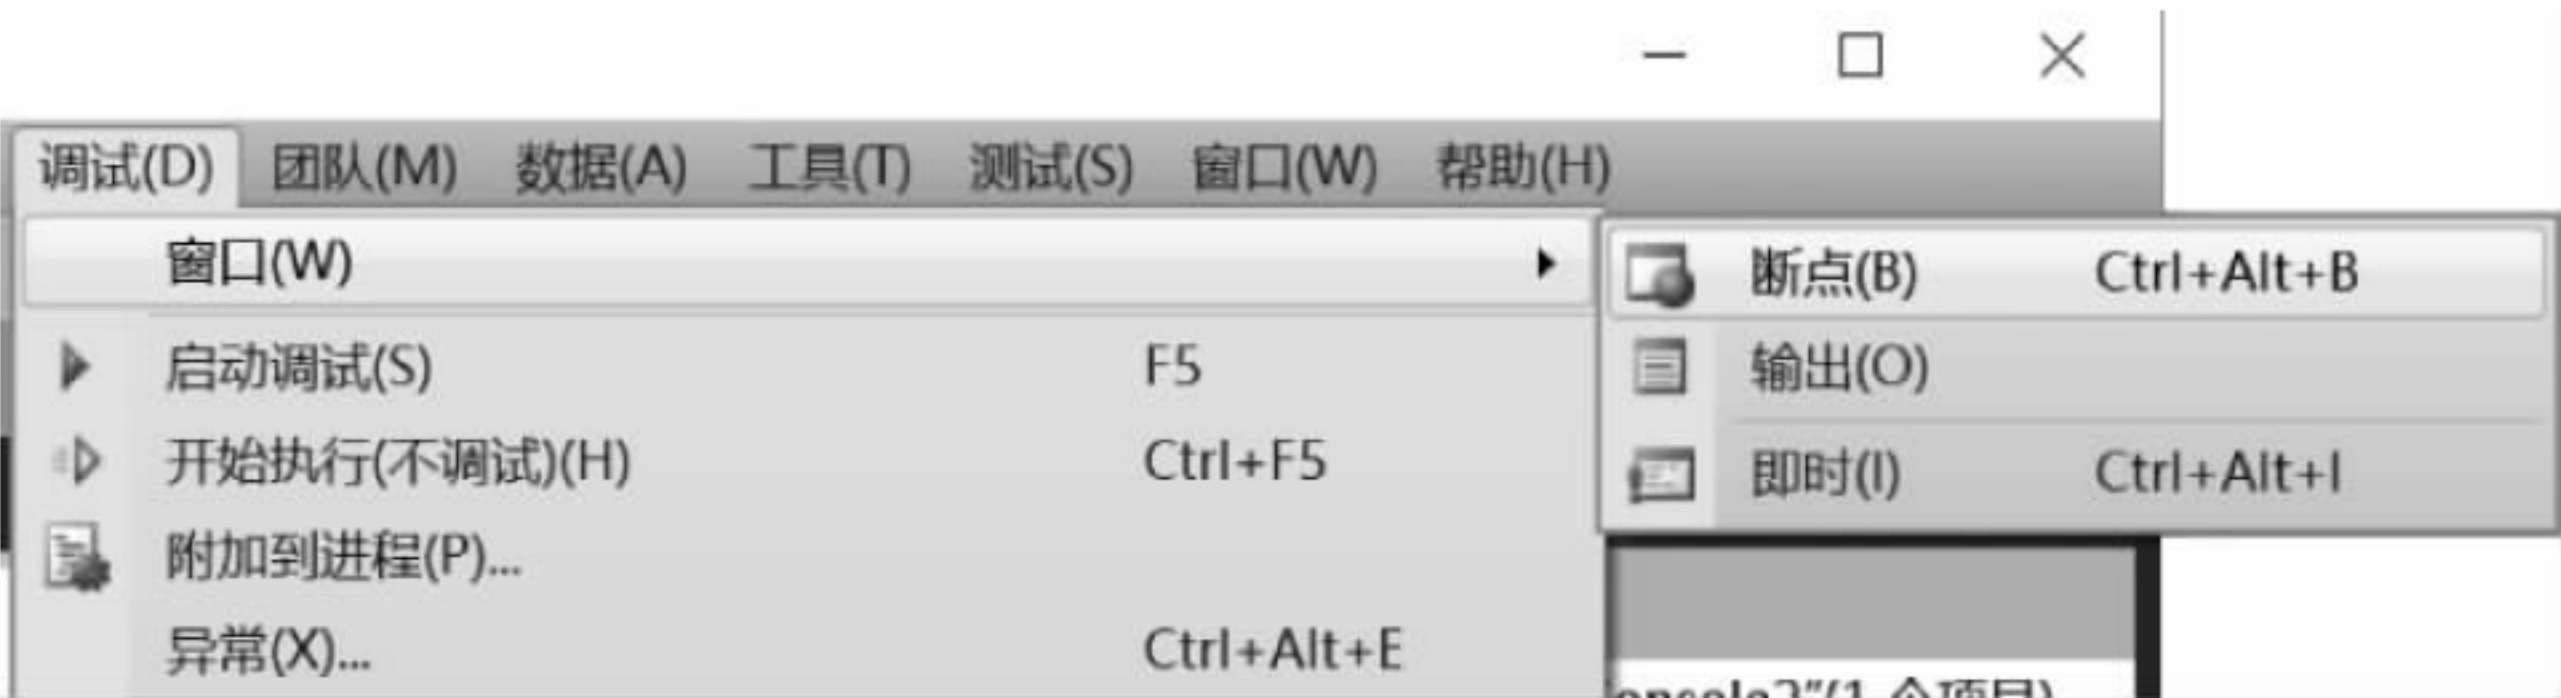 调试(D) 团队(M) 数据(A) 工具(T) 测试(S) 窗口(W) 帮助(H)
窗口(W)
断点(B) Ctrl+Alt+B
启动调试(S) F5
输出(O)
开始执行(不调试)(H) Ctrl+F5
即时(I) Ctrl+Alt+I
附加到进程(P)...
异常(X)... Ctrl+Alt+E